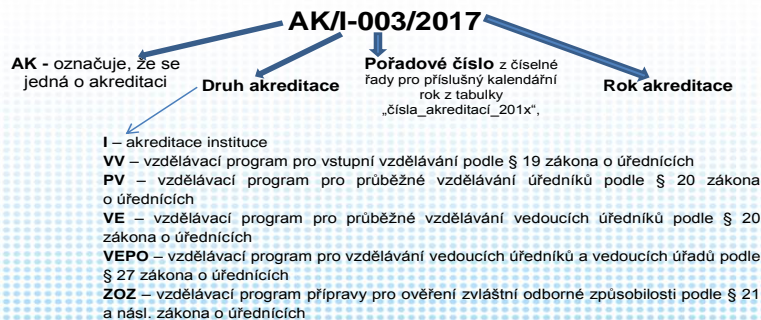 AK/I-003/2017
AK - označuje, že se
jedná o akreditaci
Druh akreditace
Pořadové číslo z číselné
řady pro příslušný kalendářní
rok z tabulky
„čísla_akreditací_201x“,
Rok akreditace
I – akreditace instituce
VV – vzdělávací program pro vstupní vzdělávání podle § 19 zákona o úřednících
PV – vzdělávací program pro průběžné vzdělávání úředníků podle § 20 zákona
o úřednících
VE – vzdělávací program pro průběžné vzdělávání vedoucích úředníků podle § 20
zákona o úřednících
VEPO – vzdělávací program pro vzdělávání vedoucích úředníků a vedoucích úřadů podle
§ 27 zákona o úřednících
ZOZ – vzdělávací program přípravy pro ověření zvláštní odborné způsobilosti podle § 21
a násl. zákona o úřednících